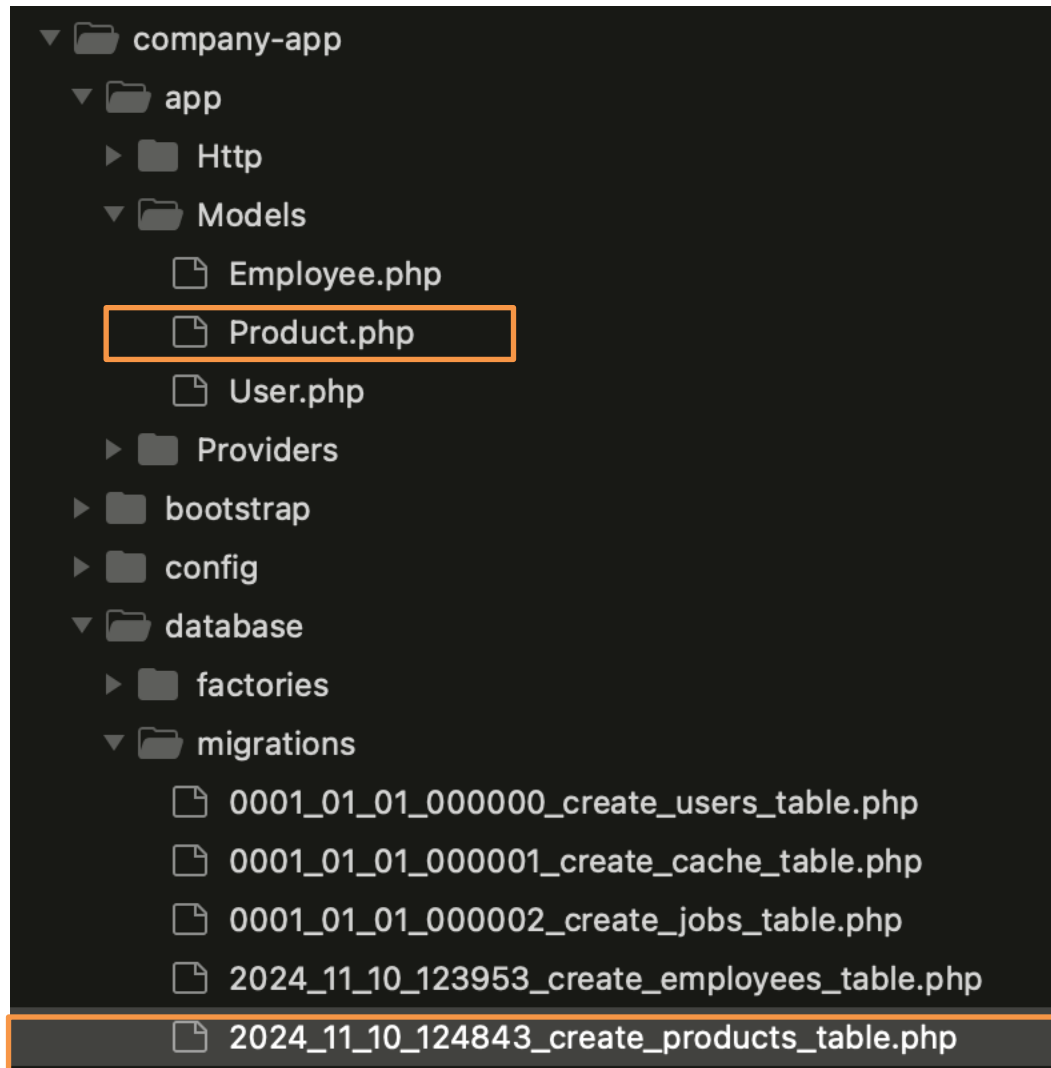 company-app
app
Http
Models
Employee.php
Product.php
User.php
Providers
bootstrap
config
database
factories
migrations
0001_01_01_000000_create_users_table.php
0001_01_01_000001_create_cache_table.php
0001_01_01_000002_create_jobs_table.php
2024_11_10_123953_create_employees_table.php
2024_11_10_124843_create_products_table.php